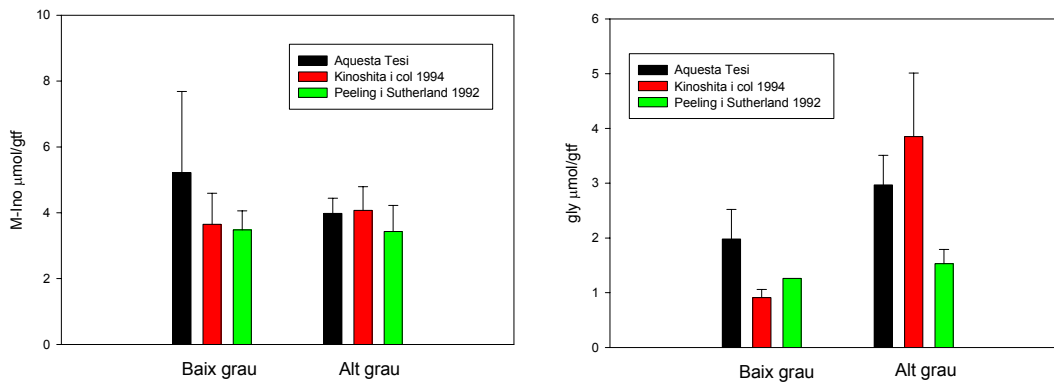 10
8
6
4
2
0
M-Ino μmol/gtf
Aquesta Tesi
Kinoshita i col 1994
Peeling i Sutherland 1992
Baix grau
Alt grau
6
5
4
3
2
1
0
gly μmol/gtf
Aquesta Tesi
Kinoshita i col 1994
Peeling i Sutherland 1992
Baix grau
Alt grau